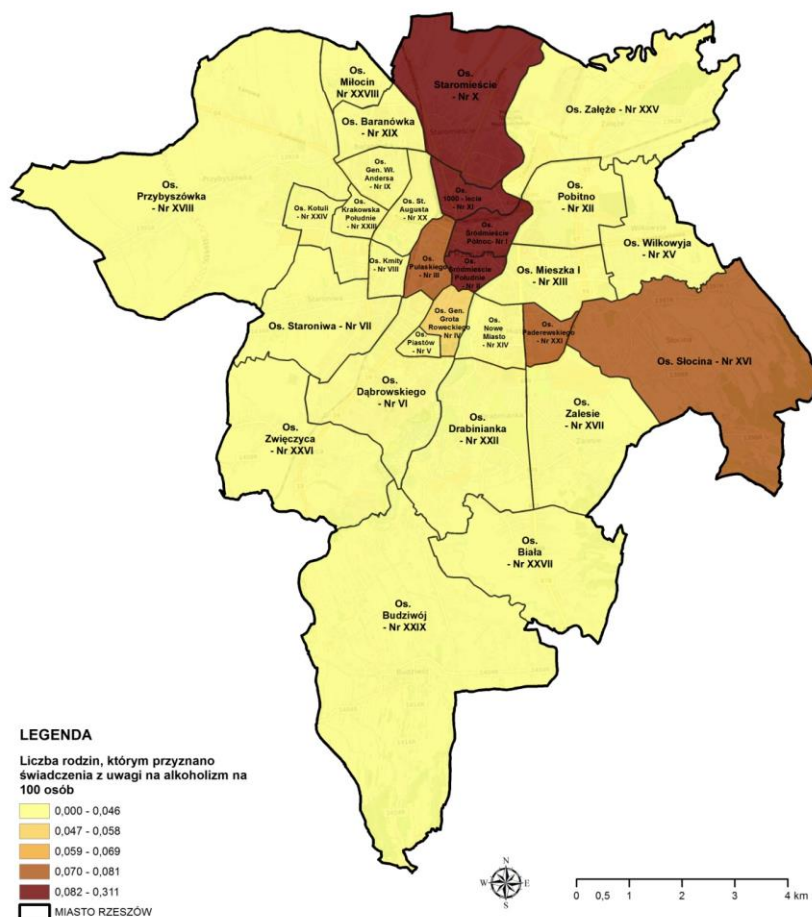 Os.
Miłocin
Nr XXVIII
Os.
Staromieście
- Nr X
Os. Załęże - Nr XXV
Os. Baranówka
- Nr XIX
Os.
Gen. Wł.
Andersa
- Nr IX
Os.
Przybyszówka
- Nr XVIII
Os. Kotuli
- Nr XXIV
Os.
Krakowska
Południe
- Nr XXIII
Os. St.
Augusta
- Nr XX
Os.
1000 - lecia
- Nr XI
Os.
Pobitno
- Nr XII
Os.
Śródmieście
Północ- Nr I
Os. Wilkowyja
- Nr XV
Os. Kmity
- Nr VIII
Os.
Pułaskiego
- Nr III
Os.
Śródmieście
Południe
- Nr II
Os. Mieszka I
- Nr XIII
Os. Staroniwa - Nr VII
Os. Gen.
Grota
Roweckiego
Nr IV
Os.
Piastów
- Nr V
Os.
Nowe
Miasto
- Nr XIV
Os.
Paderewskiego
- Nr XXI
Os. Słocina - Nr XVI
Os.
Dąbrowskiego
- Nr VI
Os.
Zwięczyca
- Nr XXVI
Os.
Drabinianka
- Nr XXII
Os.
Zalesie
- Nr XVII
Os.
Biała
- Nr XXVII
Os.
Budziwój
- Nr XXIX
LEGENDA
Liczba rodzin, którym przyznano
świadczenia z uwagi na alkoholizm na
100 osób
0,000 - 0,046
0,047 - 0,058
0,059 - 0,069
0,070 - 0,081
0,082 - 0,311
MIASTO RZESZÓW
N
W E
S
0 0,5 1 2 3 4 km